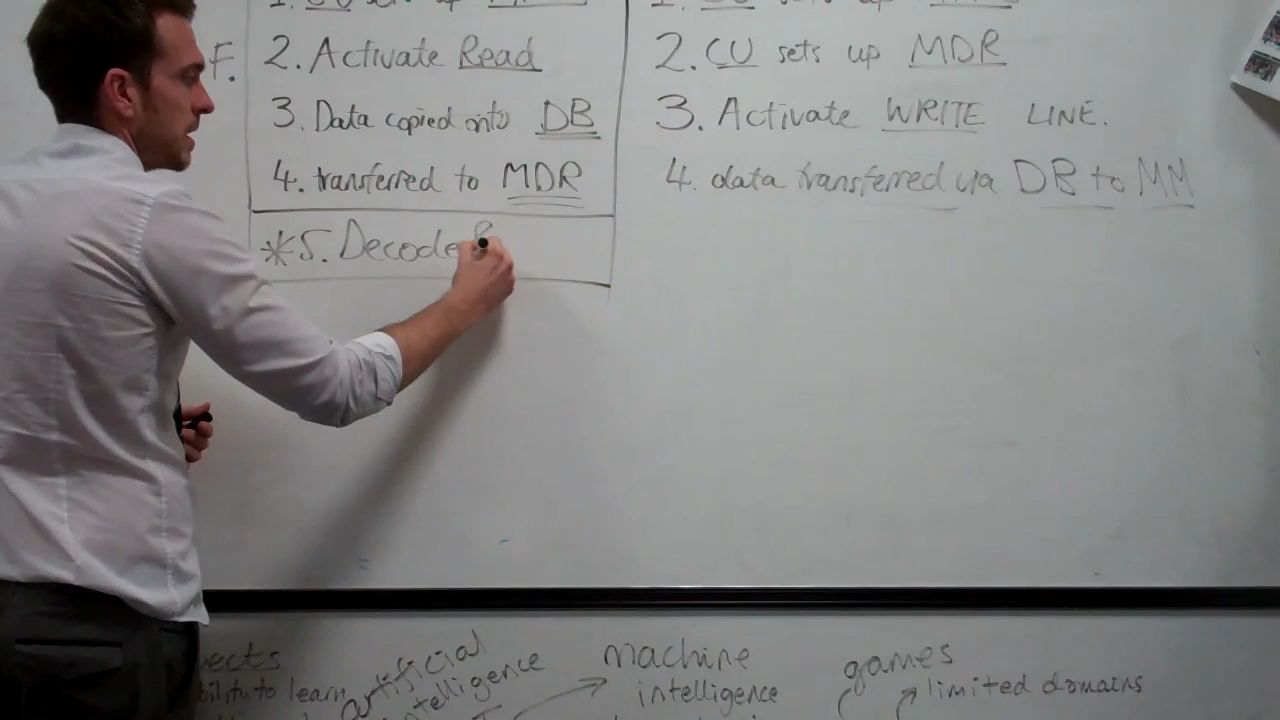 F.
2. Activate Read
3. Data copied onto DB
4. transferred to MDR
*5. Decode
2. CU sets up MDR
3. Activate WRITE LINE.
4. data transferred via DB to MM
to learn
artificial
intelligence
machine
intelligence
games
limited domains